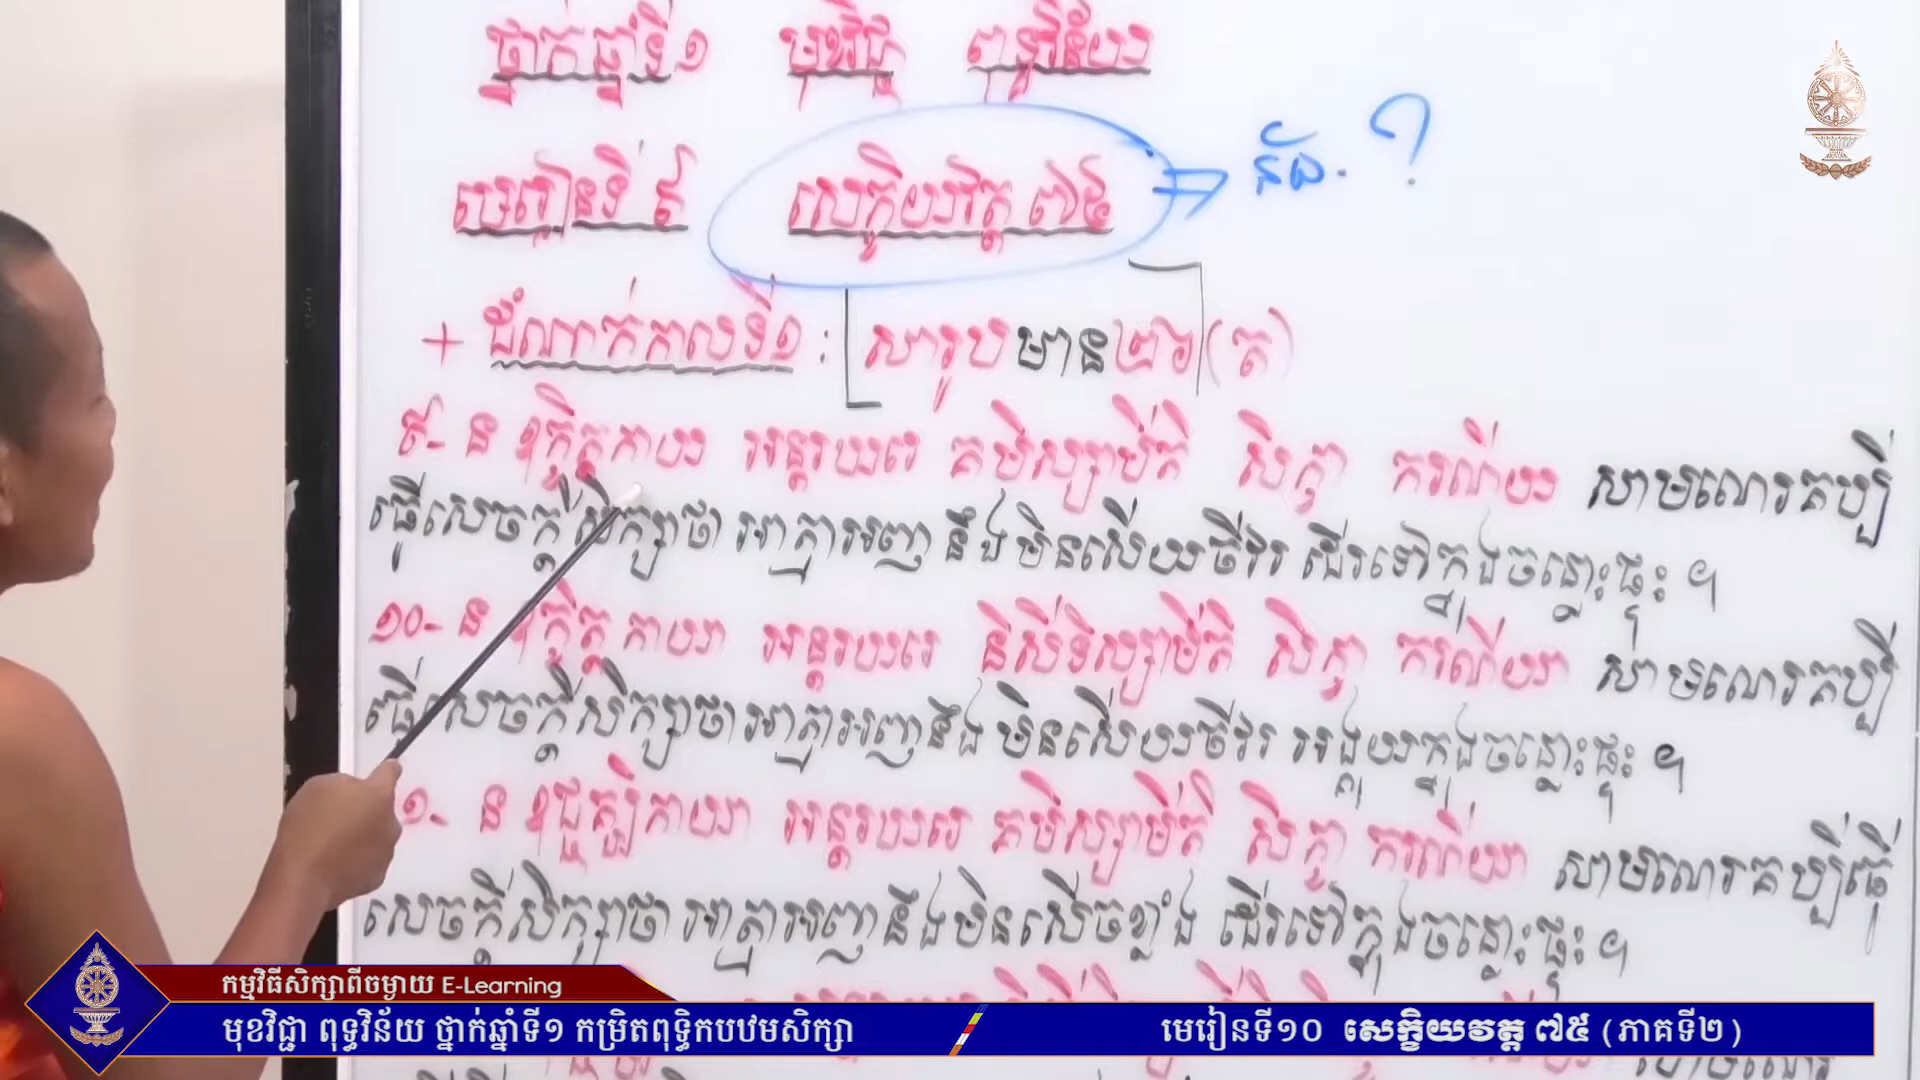 ថ្នាក់ឆ្នាំទី១ មុខវិជ្ជា ពុទ្ធវិន័យ
មេរៀនទី ៩ សេក្ខិយវត្ត ៧៥ ?
+ ដំណាក់កាលទី១ : សារូបមាន២៦ (ត)
៩- ន ឧក្ខិត្តកាយ អន្តរឃរេ គមិស្សាមីតិ សិក្ខា ករណីយ សាមណេរគប្បី
ធ្វើសេចក្តីសិក្សាថា អាត្មាអញ នឹងមិនសើយចីវរ ដើរទៅក្នុងចន្លោះផ្ទះ ។
១០- ន ឧក្ខិត្តកាយា អន្តរឃរេ និសីទិស្សាមីតិ សិក្ខា ករណីយា សាមណេរគប្បី
ធ្វើសេចក្តីសិក្សាថា អាត្មាអញនឹងមិនសើយចីវរ អង្គុយក្នុងចន្លោះផ្ទះ ។
១- ន ឧជ្ជគ្ឃិកាយា អន្តរឃរេ គមិស្សាមីតិ សិក្ខា ករណីយា សាមណេរគប្បីធ្វើ
សេចក្តីសិក្សាថា អាត្មាអញនឹងមិនសើចខ្លាំង ដើរទៅក្នុងចន្លោះផ្ទះ ។
កម្មវិធីសិក្សាពីចម្ងាយ E-Learning
មុខវិជ្ជា ពុទ្ធវិន័យ ថ្នាក់ឆ្នាំទី១ កម្រិតពុទ្ធិកបឋមសិក្សា មេរៀនទី១០ សេក្ខិយវត្ត ៧៥ (ភាគទី២)